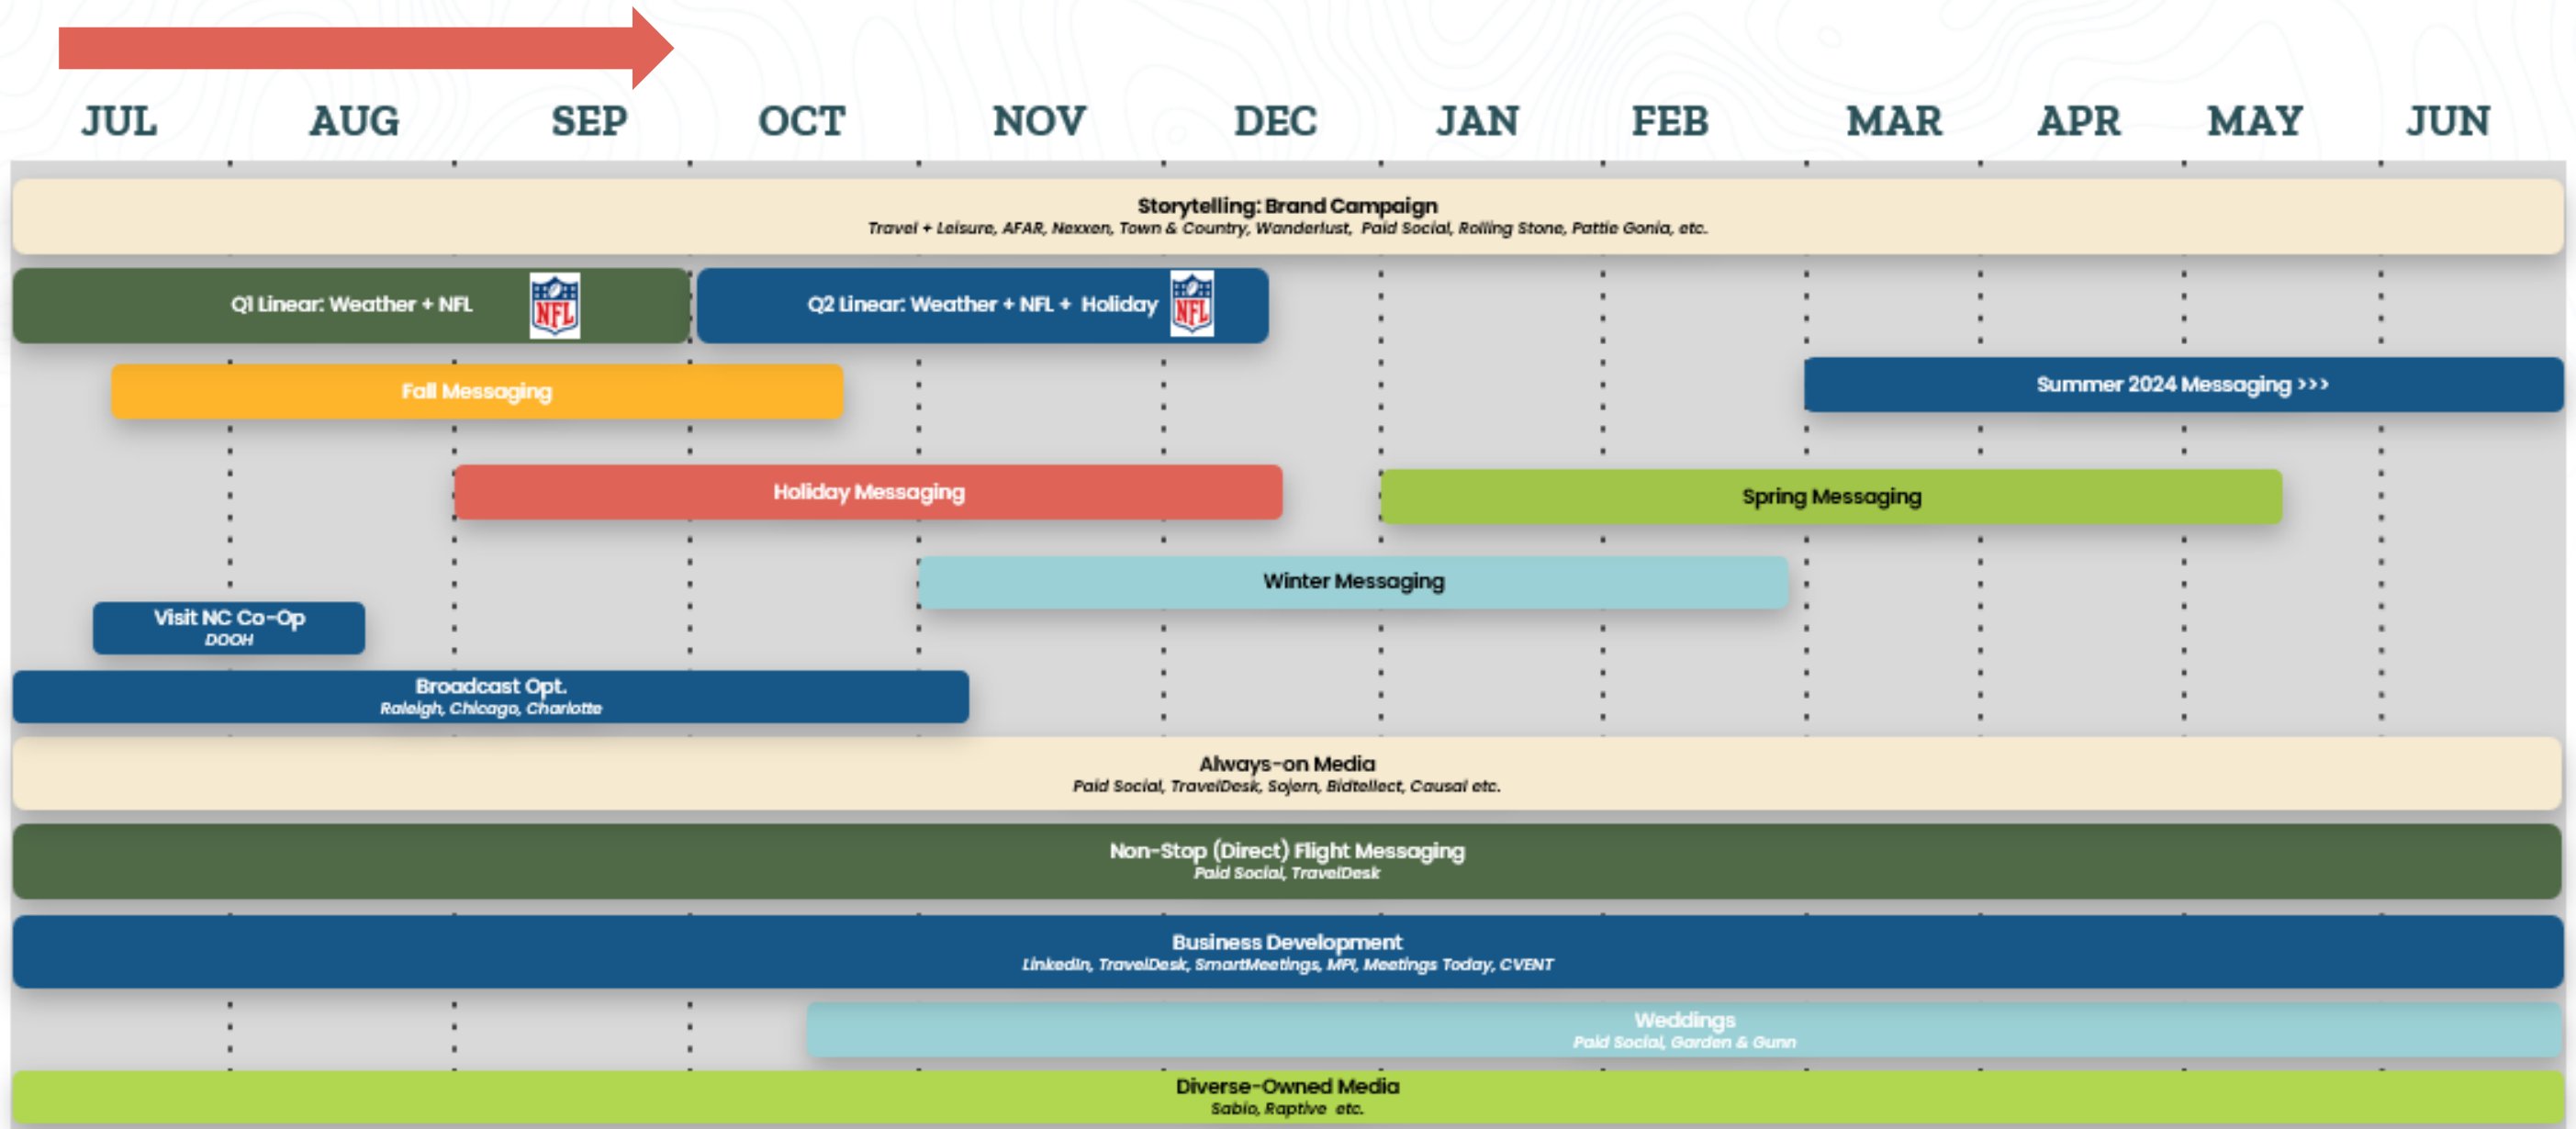 JUL AUG SEP OCT NOV DEC JAN FEB MAR APR MAY JUN
Storytelling: Brand Campaign
Travel + Leisure, AFAR, Nexxen, Town & Country, Wanderlust, Paid Social, Rolling Stone, Pattie Gonia, etc.
Q1 Linear: Weather + NFL
NFL
Q2 Linear: Weather + NFL + Holiday
NFL
Fall Messaging
Summer 2024 Messaging >>>
Holiday Messaging
Spring Messaging
Winter Messaging
Visit NC Co-Op
DOOH
Broadcast Opt.
Raleigh, Chicago, Charlotte
Always-on Media
Paid Social, TravelDesk, Sojern, Bidtellect, Causal etc.
Non-Stop (Direct) Flight Messaging
Paid Social, TravelDesk
Business Development
LinkedIn, TravelDesk, SmartMeetings, MPI, Meetings Today, CVENT
Weddings
Paid Social, Garden & Gunn
Diverse-Owned Media
Sabio, Raptive etc.